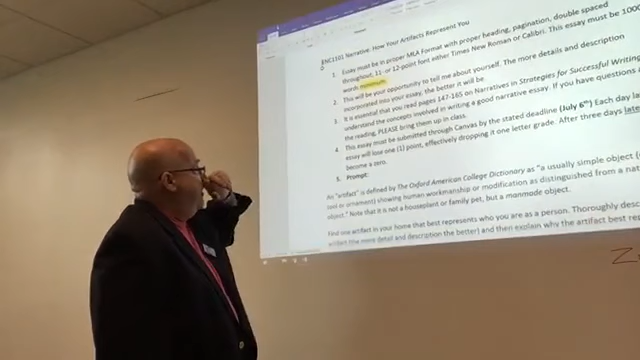 ENC1101 Narrative: How Your Artifacts Represent You
1. Essay must be in proper MLA Format with proper heading, pagination, double spaced
throughout, 11- or 12-point font either Times New Roman or Calibri. This essay must be 1000
words minimum.
2. This will be your opportunity to tell me about yourself. The more details and description
incorporated into your essay, the better it will be.
3. It is essential that you read pages 147-165 on Narratives in Strategies for Successful Writing
understand the concepts involved in writing a good narrative essay. If you have questions a
the reading, PLEASE bring them up in class.
4. This essay must be submitted through Canvas by the stated deadline (July 6th) Each day la
essay will lose one (1) point, effectively dropping it one letter grade. After three days late
become a zero.
5. Prompt:
An "artifact" is defined by The Oxford American College Dictionary as "a usually simple object (
tool or ornament) showing human workmanship or modification as distinguished from a nat
object." Note that it is not a houseplant or family pet, but a manmade object.
Find one artifact in your home that best represents who you are as a person. Thoroughly desc
artifact (the more detail and description the better) and then explain why the artifact best re